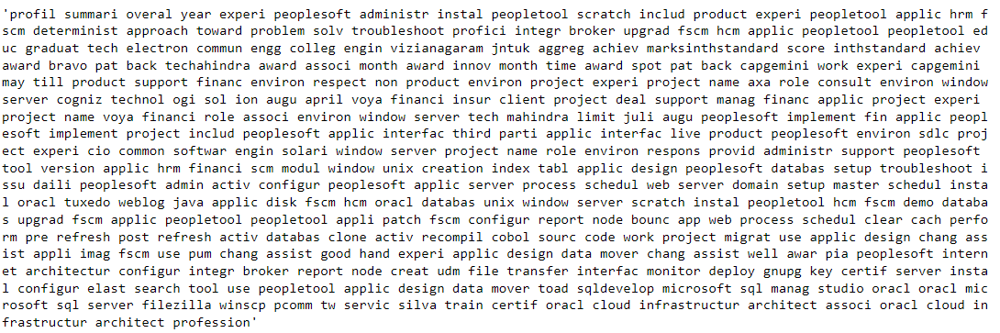 'profil summari overal year experi peoplesoft administr instal peopletool scratch includ product experi peopletool applic hrm f
scm determinist approach toward problem solv troubleshoot profici integr broker upgrad fscm hcm applic peopletool peopletool ed
uc graduat tech electron commun engg colleg engin vizianagaram jntuk aggreg achiev marksinthstandard score inthstandard achiev
award bravo pat back techahindra award associ month award innov month time award spot pat back capgemini work experi capgemini
may till product support financ environ respect non product environ project experi project name axa role consult environ window
server cogniz technol ogi sol ion augu april voya financi insur client project deal support manag financ applic project experi
project name voya financi role associ environ window server tech mahindra limit juli augu peoplesoft implement fin applic peopl
esoft implement project includ peoplesoft applic interfac third parti applic interfac live product peoplesoft environ sdlc proj
ect experi cio common softwar engin solari window server project name role environ respons provid administr support peoplesoft
tool version applic hrm financi scm modul window unix creation index tabl applic design peoplesoft databas setup troubleshoot i
ssu daili peoplesoft admin activ configur peoplesoft applic server process schedul web server domain setup master schedul insta
l oracl tuxedo weblog java applic disk fscm hcm oracl databas unix window server scratch instal peopletool hcm fscm demo databa
s upgrad fscm applic peopletool peopletool appli patch fscm configur report node bounc app web process schedul clear cach perfo
rm pre refresh post refresh activ databas clone activ recompil cobol sourc code work project migrat use applic design chang ass
ist appli imag fscm use pum chang assist good hand experi applic design data mover chang assist well awar pia peoplesoft intern
et architectur configur integr broker report node creat udm file transfer interfac monitor deploy gnupg key certif server insta
l configur elast search tool use peopletool applic design data mover toad sqldevelop microsoft sql manag studio oracl oracl mic
rosoft sql server filezilla winscp pcomm tw servic silva train certif oracl cloud infrastructur architect associ oracl cloud in
frastructur architect profession'